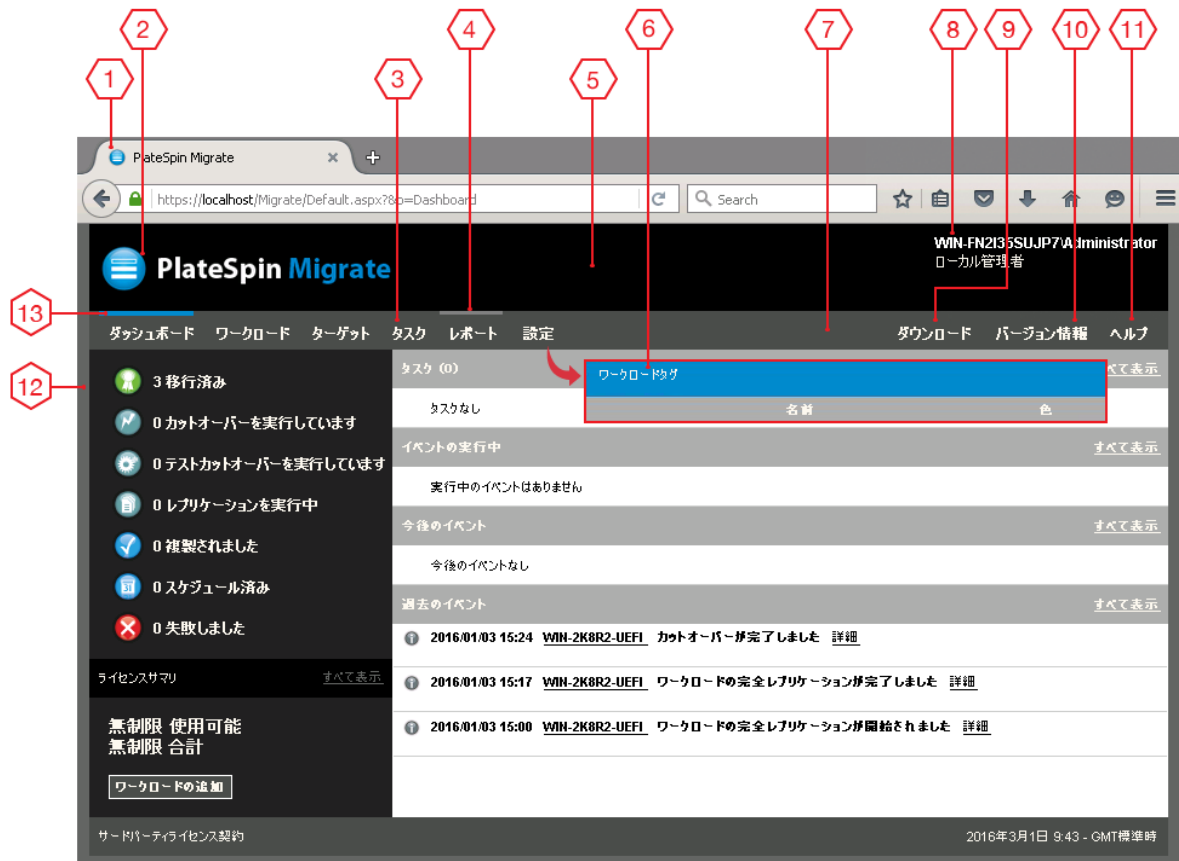 2
4
6
7
8
9
10
11
1
3
5
PlateSpin Migrate
https://localhost/Migrate/Default.aspx?&p=Dashboard
Search
PlateSpin Migrate
WIN-FN2I35SUJP7\Administrator
ローカル管理者
13
ダッシュボード ワークロード ターゲット タスク レポート 設定 ダウンロード バージョン情報 ヘルプ
12
3 移行済み
0 カットオーバーを実行しています
0 テストカットオーバーを実行しています
0 レプリケーションを実行中
0 複製されました
0 スケジュール済み
31
0 失敗しました
ライセンスサマリ すべて表示
無制限 使用可能
無制限 合計
ワークロードの追加
タスク (0) べて表示
ワークロードタグ
名前 色
タスクなし
イベントの実行中 すべて表示
実行中のイベントはありません
今後のイベント すべて表示
今後のイベントなし
過去のイベント すべて表示
2016/01/03 15:24 WIN-2K8R2-UEFI カットオーバーが完了しました 詳細
2016/01/03 15:17 WIN-2K8R2-UEFI ワークロードの完全レプリケーションが完了しました 詳細
2016/01/03 15:00 WIN-2K8R2-UEFI ワークロードの完全レプリケーションが開始されました 詳細
サードパーティライセンス契約 2016年3月1日 9:43 - GMT標準時